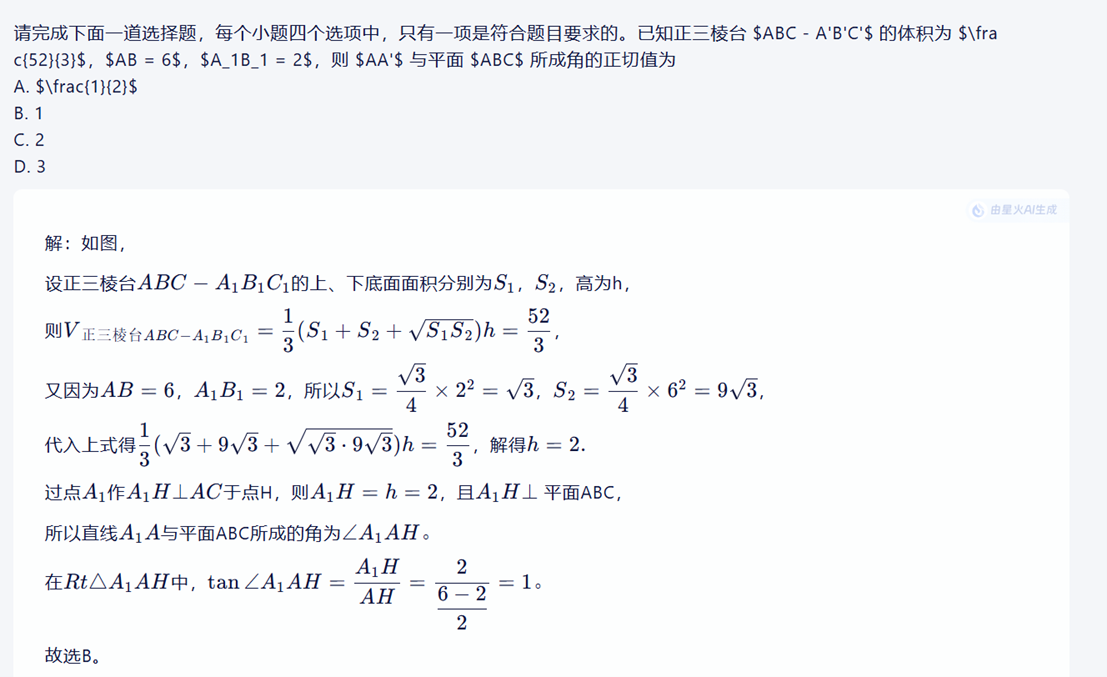 请完成下面一道选择题，每个小题四个选项中，只有一项是符合题目要求的。已知正三棱台 $ABC - A'B'C'$ 的体积为 $\fra
c{52}{3}$，$AB = 6$，$A_1B_1 = 2$，则 $AA'$ 与平面 $ABC$ 所成角的正切值为
A. $\frac{1}{2}$
B. 1
C. 2
D. 3
由星火AI生成
解：如图，
设正三棱台$ABC-A_1B_1C_1$的上、下底面面积分别为$S_1$，$S_2$，高为h，
则$V_{正三棱台ABC-A_1B_1C_1}=\frac{1}{3}(S_1+S_2+\sqrt{S_1S_2})h=\frac{52}{3}$，
又因为$AB=6$，$A_1B_1=2$，所以$S_1=\frac{\sqrt{3}}{4}\times 2^2=\sqrt{3}$，$S_2=\frac{\sqrt{3}}{4}\times 6^2=9\sqrt{3}$，
代入上式得$\frac{1}{3}(\sqrt{3}+9\sqrt{3}+\sqrt{\sqrt{3}\cdot 9\sqrt{3}})h=\frac{52}{3}$，解得$h=2$.
过点$A_1$作$A_1H\perp AC$于点H，则$A_1H=h=2$，且$A_1H\perp$ 平面ABC，
所以直线$A_1A$与平面ABC所成的角为$\angle A_1AH$。
在$Rt\triangle A_1AH$中，$\tan\angle A_1AH=\frac{A_1H}{AH}=\frac{2}{\frac{6-2}{2}}=1$。
故选B。